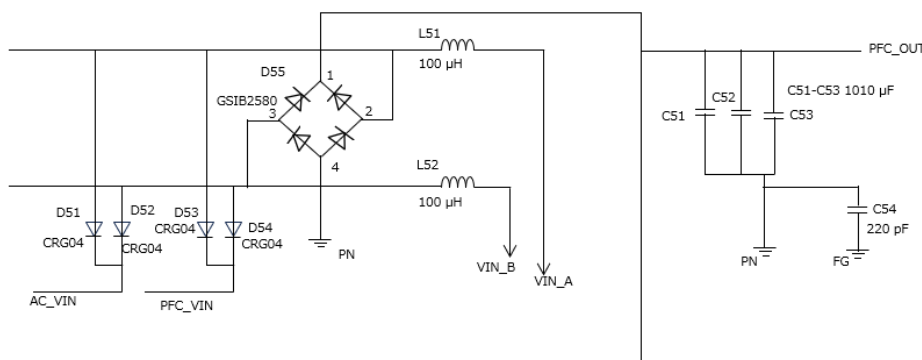 L51
100 µH
PFC_OUT
D55
1
GSIB2580
3
2
4
C51-C53 1010 µF
C51
C52
C53
L52
100 µH
D51
D52
D53
D54
CRG04
CRG04
CRG04
CRG04
PN
VIN_B
VIN_A
AC_VIN
PFC_VIN
C54
220 pF
PN
FG